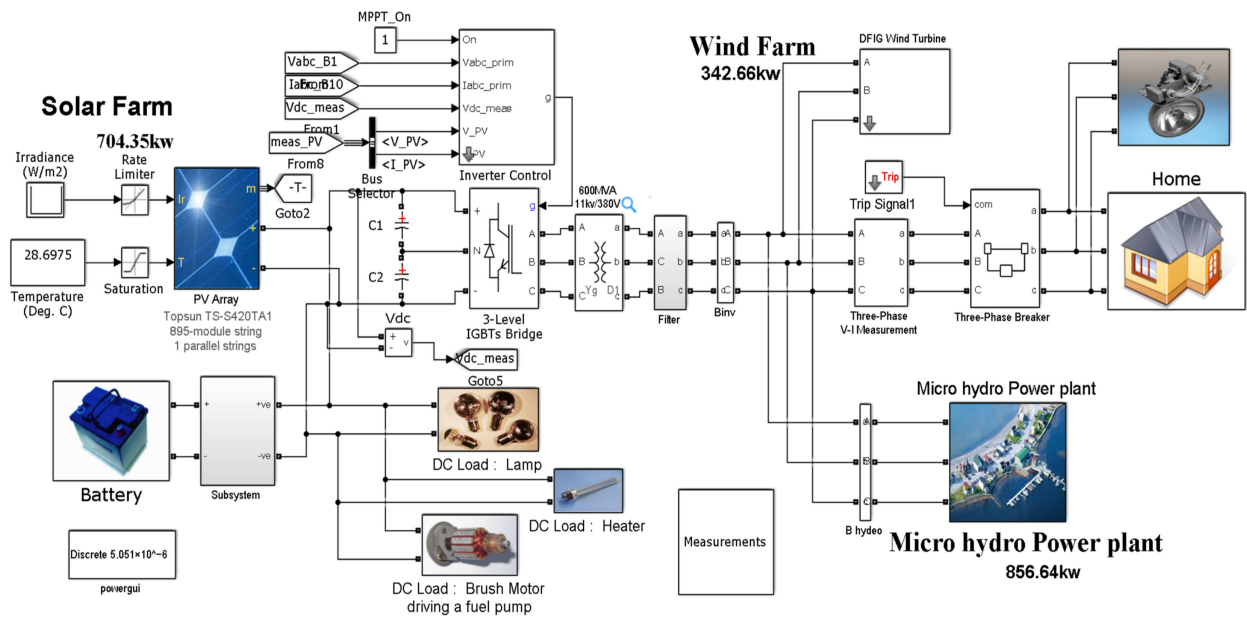 MPPT_On
1
On
Vabc_B1
Vabc_prim
Iabc_prim
Vdc_meas
Vdc_meas
From1
V_PV
meas_PV
<V_PV>
From8
<I_PV>
g
Bus
Selector
Inverter Control
Solar Farm
704.35kw
Irradiance
(W/m2)
Rate
Limiter
Ir
m
+
T
-
-T-
Goto2
28.6975
Temperature
(Deg. C)
Saturation
PV Array
Topsun TS-S420TA1
895-module string
1 parallel strings
C1
C2
+
N
-
g
A
B
C
3-Level
IGBTs Bridge
600MVA
11kv/380V
A
B
C
a
b
c
Yg
D1
A
C
B
a
b
c
Filter
a
b
c
A
B
C
Binv
Vdc
+
-
v
Vdc_meas
Goto5
Wind Farm
342.66kw
DFIG Wind Turbine
A
B
C
Trip
Trip Signal1
A
B
C
a
b
c
Three-Phase
V-I Measurement
com
A
B
C
a
b
c
Three-Phase Breaker
Home
Battery
+
-
+ve
-ve
Subsystem
DC Load : Lamp
DC Load : Heater
DC Load : Brush Motor
driving a fuel pump
Discrete 5.051×10^-6
powergui
Measurements
Micro hydro Power plant
A
B
C
B hydeo
Micro hydro Power plant
856.64kw